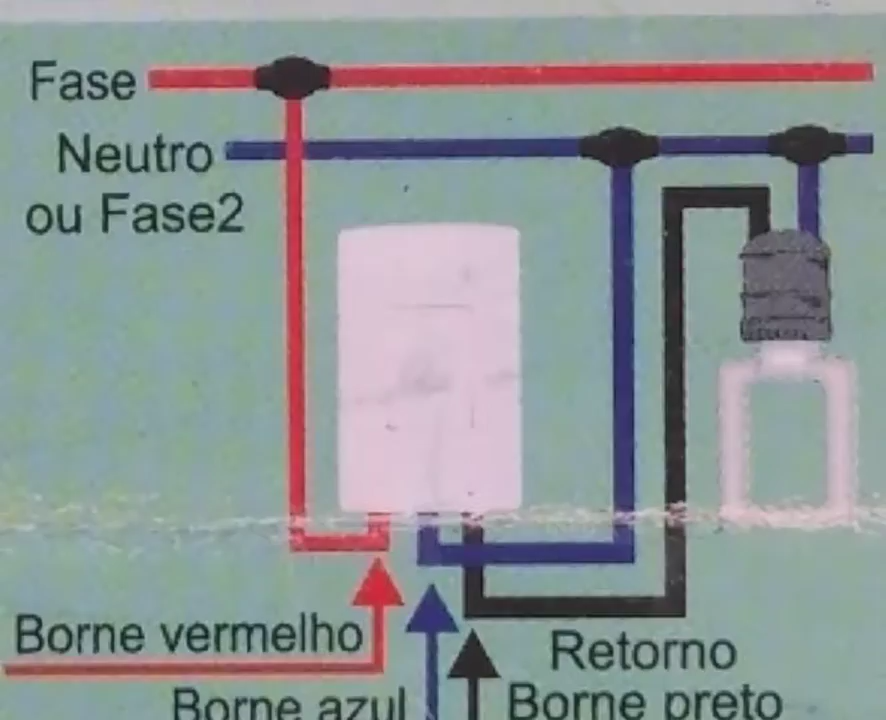 Fase
Neutro
ou Fase2
Borne vermelho
Retorno
Borne azul
Borne preto